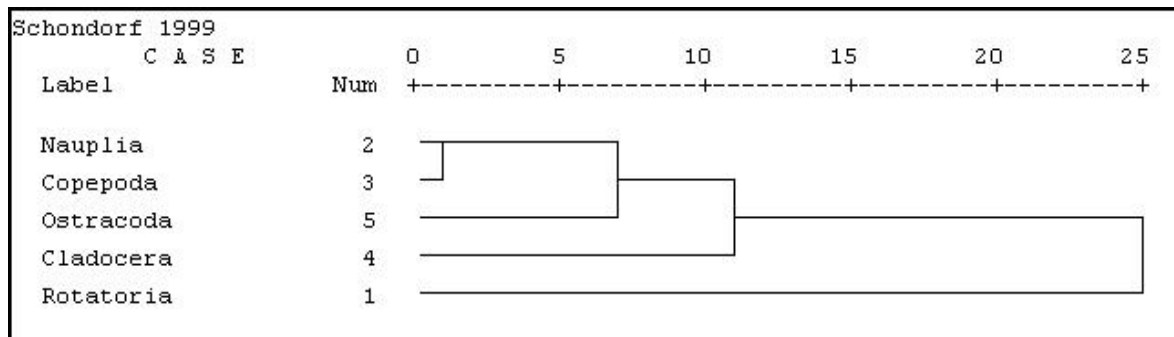 Schondorf 1999
C A S E 0 5 10 15 20 25
Label Num +---------+---------+---------+---------+---------+
Nauplia 2
Copepoda 3
Ostracoda 5
Cladocera 4
Rotatoria 1